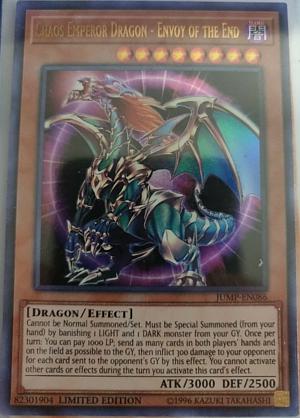 CHAOS EMPEROR DRAGON - ENVOY OF THE END
JUMP-EN086
[DRAGON/EFFECT]
Cannot be Normal Summoned/Set. Must be Special Summoned (from your
hand) by banishing 1 LIGHT and 1 DARK monster from your GY. Once per
turn: You can pay 1000 LP; send as many cards in both players' hands and
on the field as possible to the GY, then inflict 300 damage to your opponent
for each card sent to the opponent's GY by this effect. You cannot activate
other cards or effects during the turn you activate this card's effect.
ATK/3000 DEF/2500
82301904 LIMITED EDITION ©1996 KAZUKI TAKAHASHI